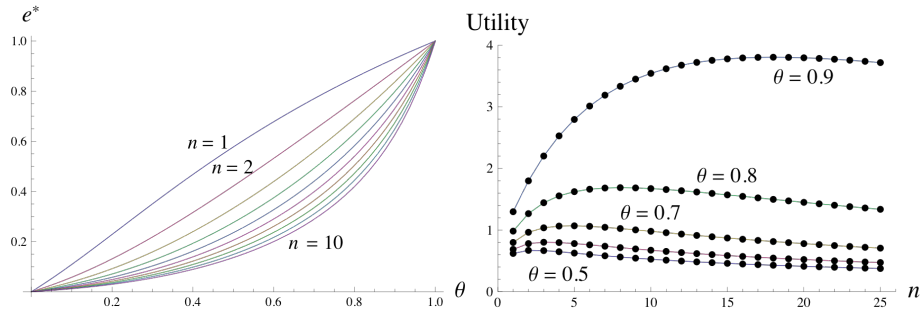 e*
1.0
0.8
0.6
0.4
0.2
n = 1
n = 2
n = 10
0.2 0.4 0.6 0.8 1.0 θ
Utility
4
3
2
1
0
θ = 0.9
θ = 0.8
θ = 0.7
θ = 0.5
0 5 10 15 20 25 n